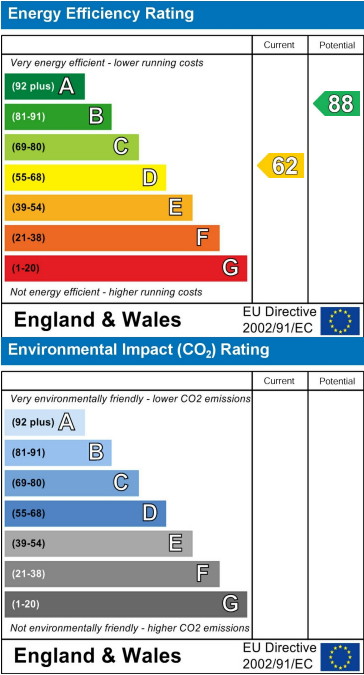 Energy Efficiency Rating
Current Potential
Very energy efficient - lower running costs
(92 plus) A
(81-91) B
88
(69-80) C
62
(55-68) D
(39-54) E
(21-38) F
(1-20) G
Not energy efficient - higher running costs
England & Wales
EU Directive
2002/91/EC
Environmental Impact (CO₂) Rating
Current Potential
Very environmentally friendly - lower CO2 emissions
(92 plus) A
(81-91) B
(69-80) C
(55-68) D
(39-54) E
(21-38) F
(1-20) G
Not environmentally friendly - higher CO2 emissions
England & Wales
EU Directive
2002/91/EC